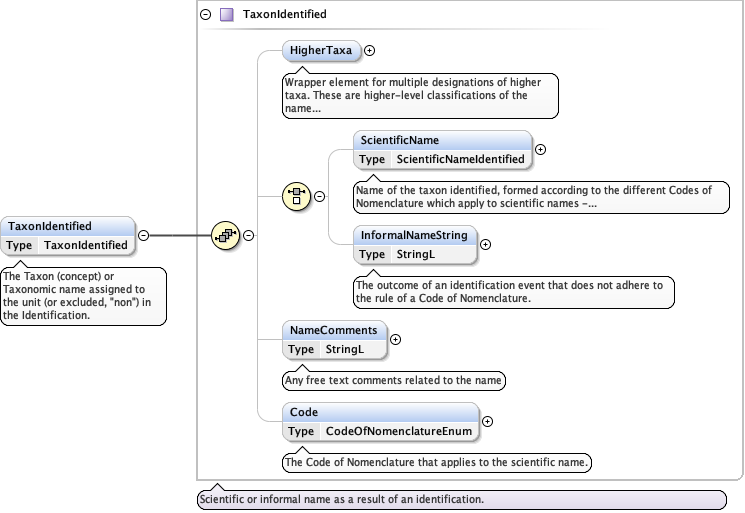 TaxonIdentified
HigherTaxa
Wrapper element for multiple designations of higher
taxa. These are higher-level classifications of the
name...
ScientificName
Type ScientificNameIdentified
Name of the taxon identified, formed according to the different Codes of
Nomenclature which apply to scientific names -...
TaxonIdentified
Type TaxonIdentified
The Taxon (concept) or
Taxonomic name assigned to
the unit (or excluded, "non") in
the Identification.
InformalNameString
Type StringL
The outcome of an identification event that does not adhere to
the rule of a Code of Nomenclature.
NameComments
Type StringL
Any free text comments related to the name
Code
Type CodeOfNomenclatureEnum
The Code of Nomenclature that applies to the scientific name.
Scientific or informal name as a result of an identification.